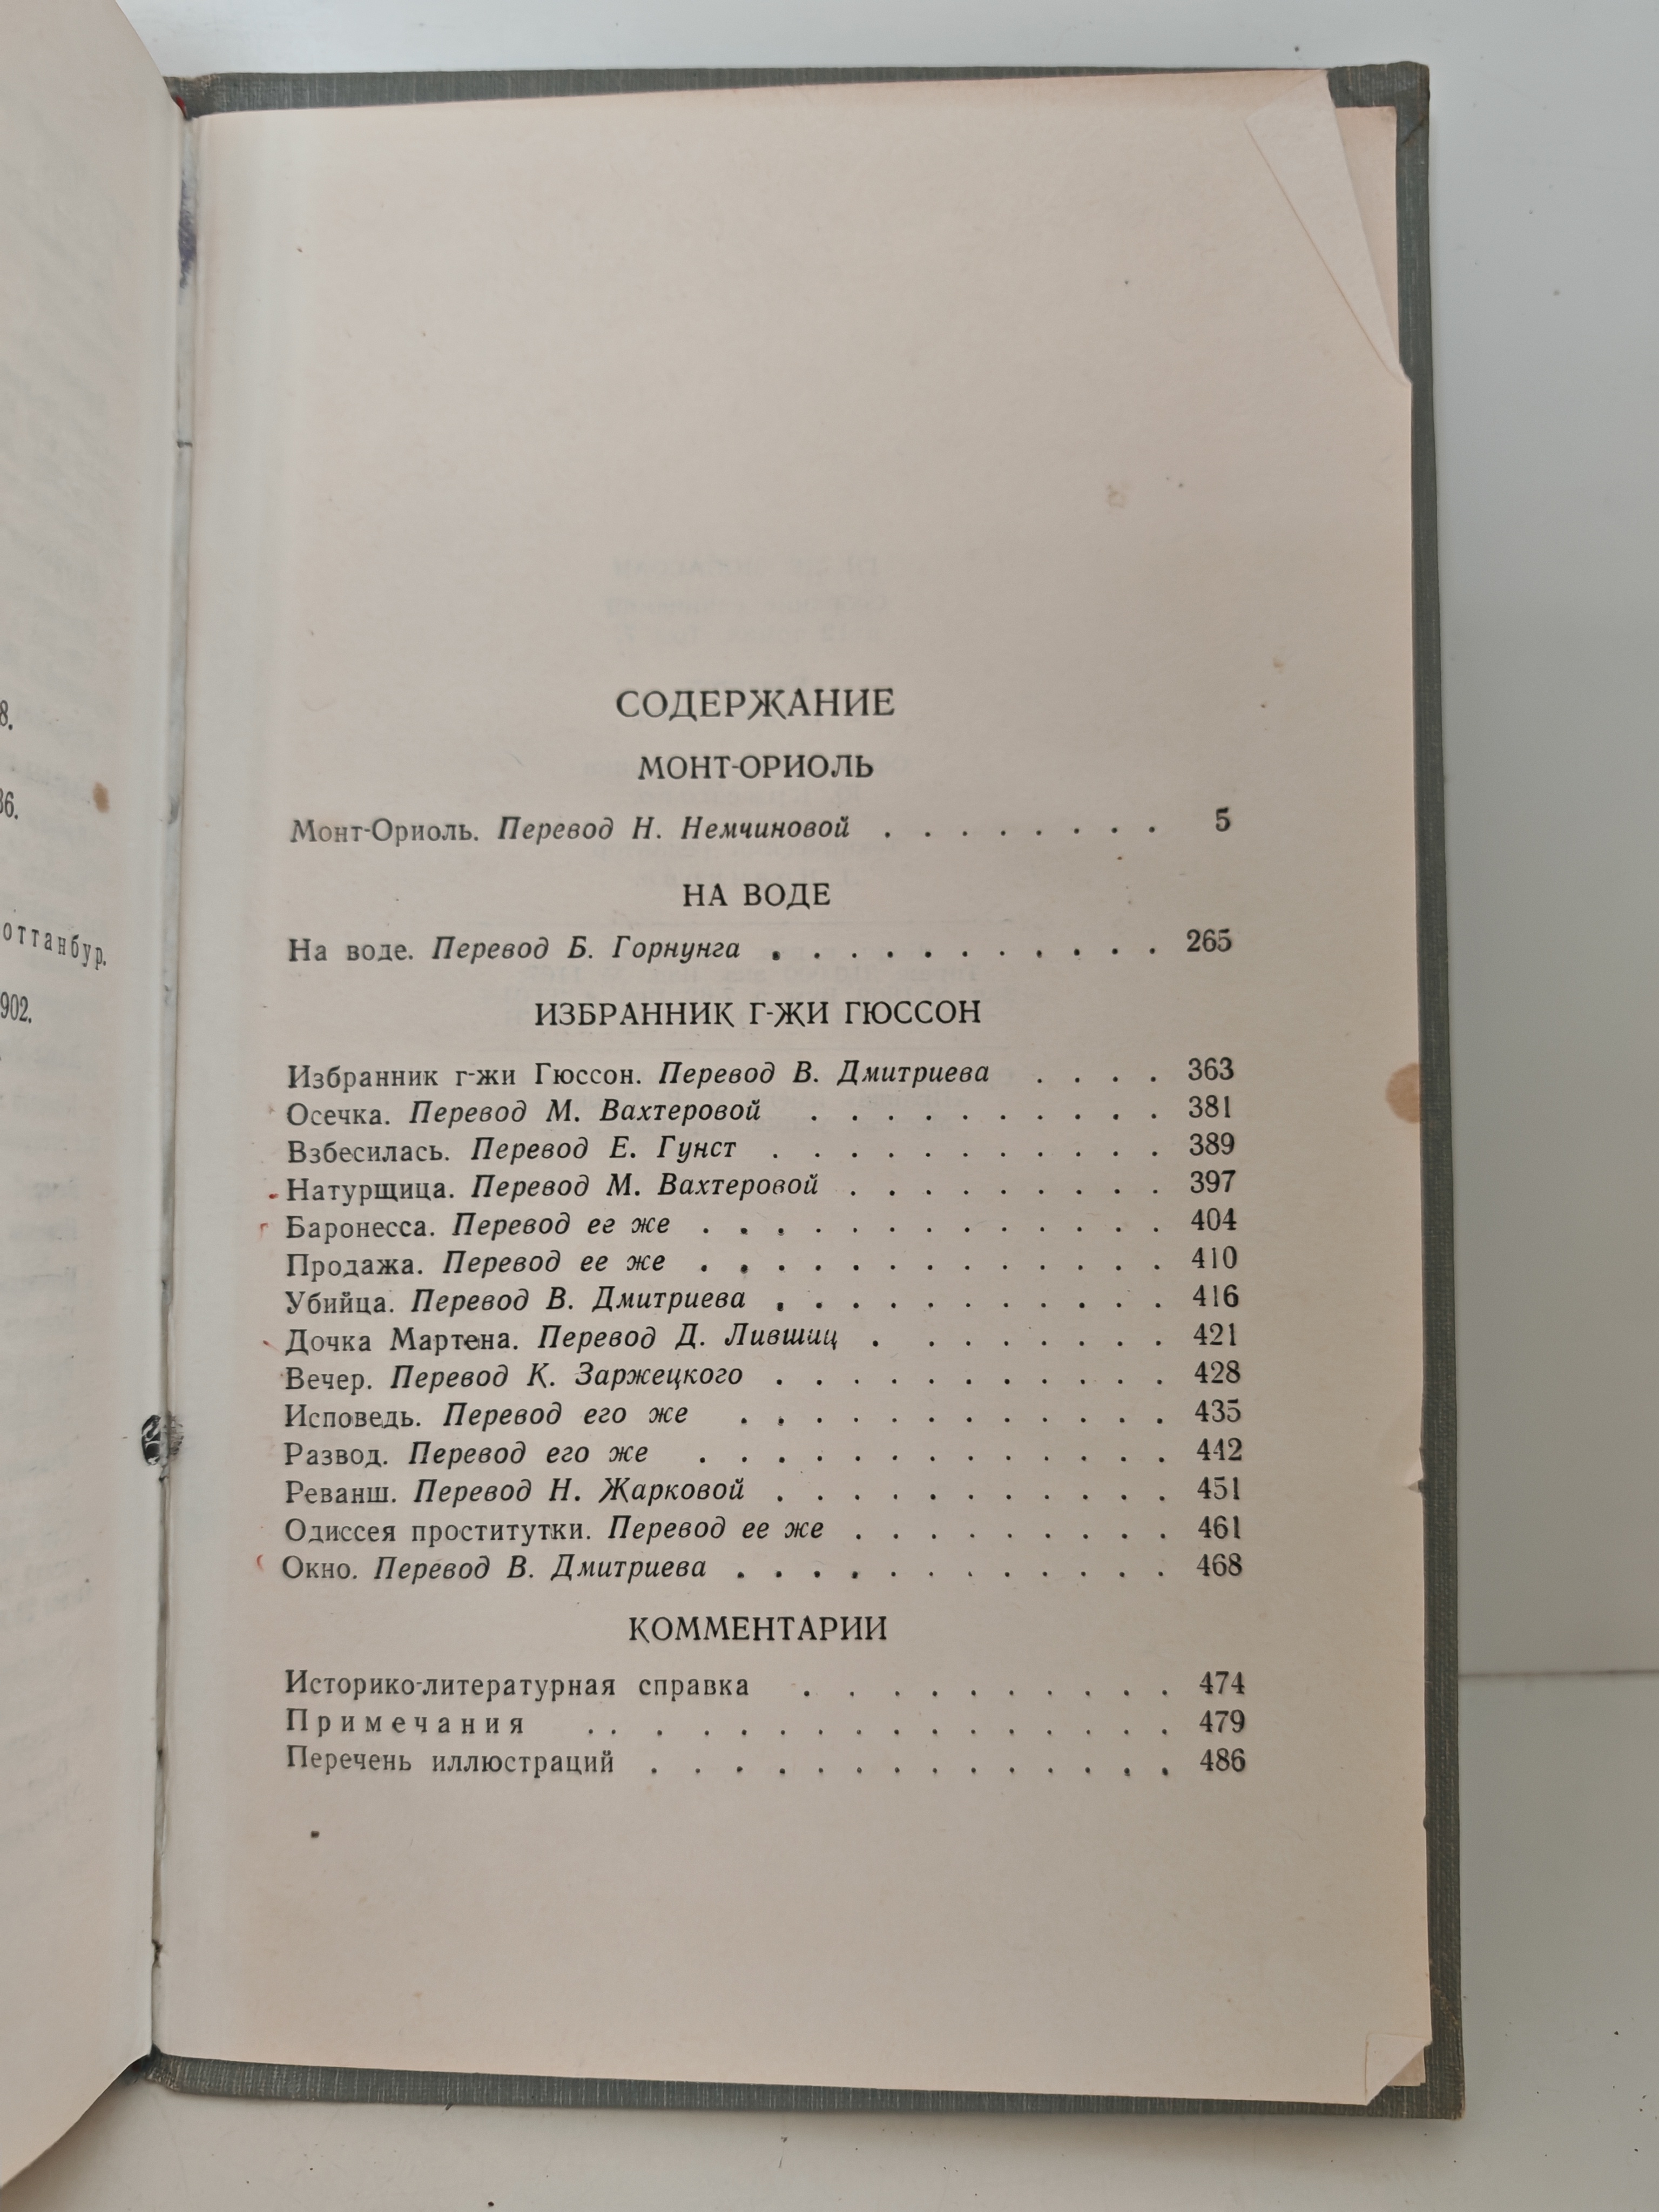 8.
36.
оттанбур.
902.
СОДЕРЖАНИЕ
МОНТ-ОРИОЛЬ
Монт-Ориоль. Перевод Н. Немчиновой . . . . . . . . 5
НА ВОДЕ
На воде. Перевод Б. Горнунга . . . . . . . . . . . 265
ИЗБРАННИК Г-ЖИ ГЮССОН
Избранник г-жи Гюссон. Перевод В. Дмитриева . . . . 363
Осечка. Перевод М. Вахтеровой . . . . . . . . . . 381
Взбесилась. Перевод Е. Гунст . . . . . . . . . . . 389
Натурщица. Перевод М. Вахтеровой . . . . . . . . . 397
Баронесса. Перевод ее же . . . . . . . . . . . . . 404
Продажа. Перевод ее же . . . . . . . . . . . . . 410
Убийца. Перевод В. Дмитриева . . . . . . . . . . . 416
Дочка Мартена. Перевод Д. Лившиц . . . . . . . . 421
Вечер. Перевод К. Заржецкого . . . . . . . . . . . 428
Исповедь. Перевод его же . . . . . . . . . . . . 435
Развод. Перевод его же . . . . . . . . . . . . . 442
Реванш. Перевод Н. Жарковой . . . . . . . . . . . 451
Одиссея проститутки. Перевод ее же . . . . . . . . . 461
Окно. Перевод В. Дмитриева . . . . . . . . . . . . 468
КОММЕНТАРИИ
Историко-литературная справка . . . . . . . . . . 474
Примечания . . . . . . . . . . . . . . . 479
Перечень иллюстраций . . . . . . . . . . . . . . 486